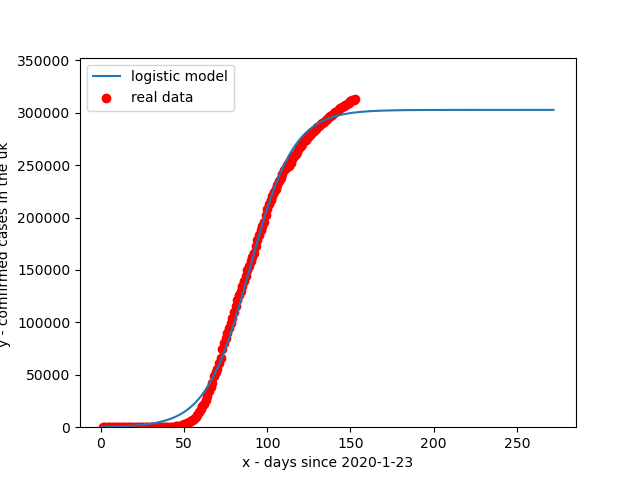 350000
300000
250000
200000
150000
100000
50000
0
y - comfirmed cases in the uk
logistic model
real data
0 50 100 150 200 250
x - days since 2020-1-23